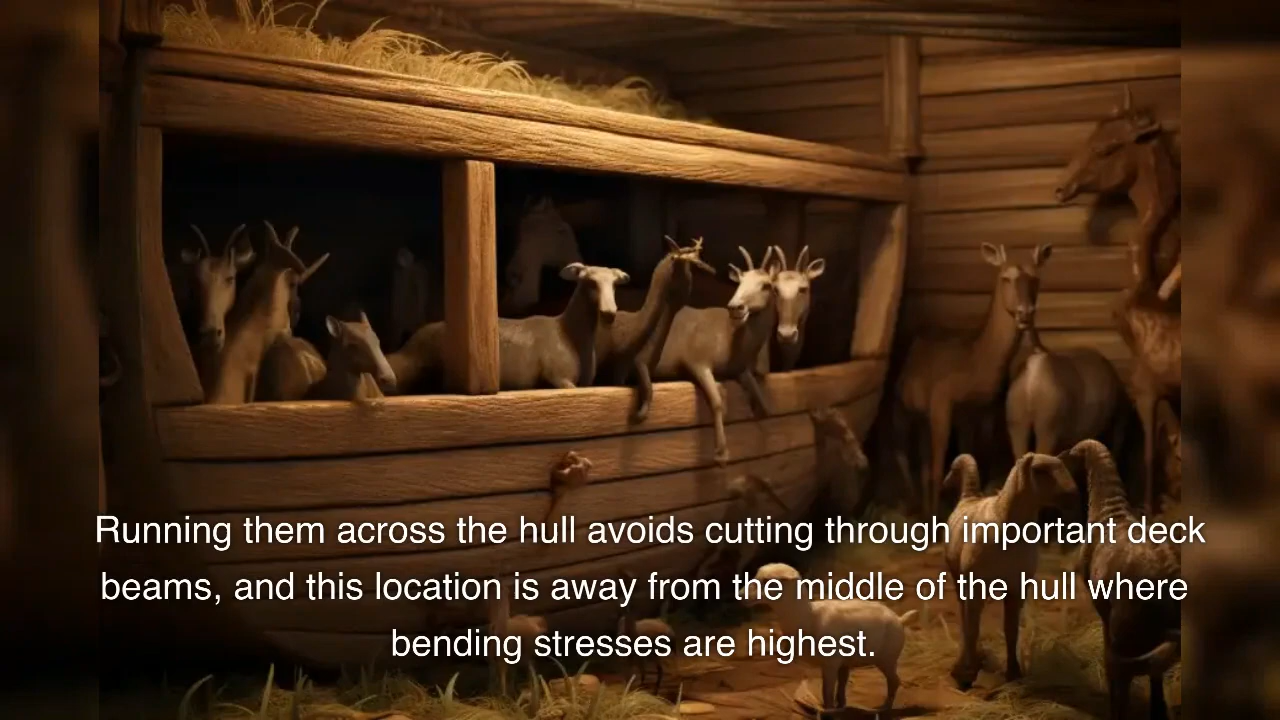 Running them across the hull avoids cutting through important deck
beams, and this location is away from the middle of the hull where
bending stresses are highest.